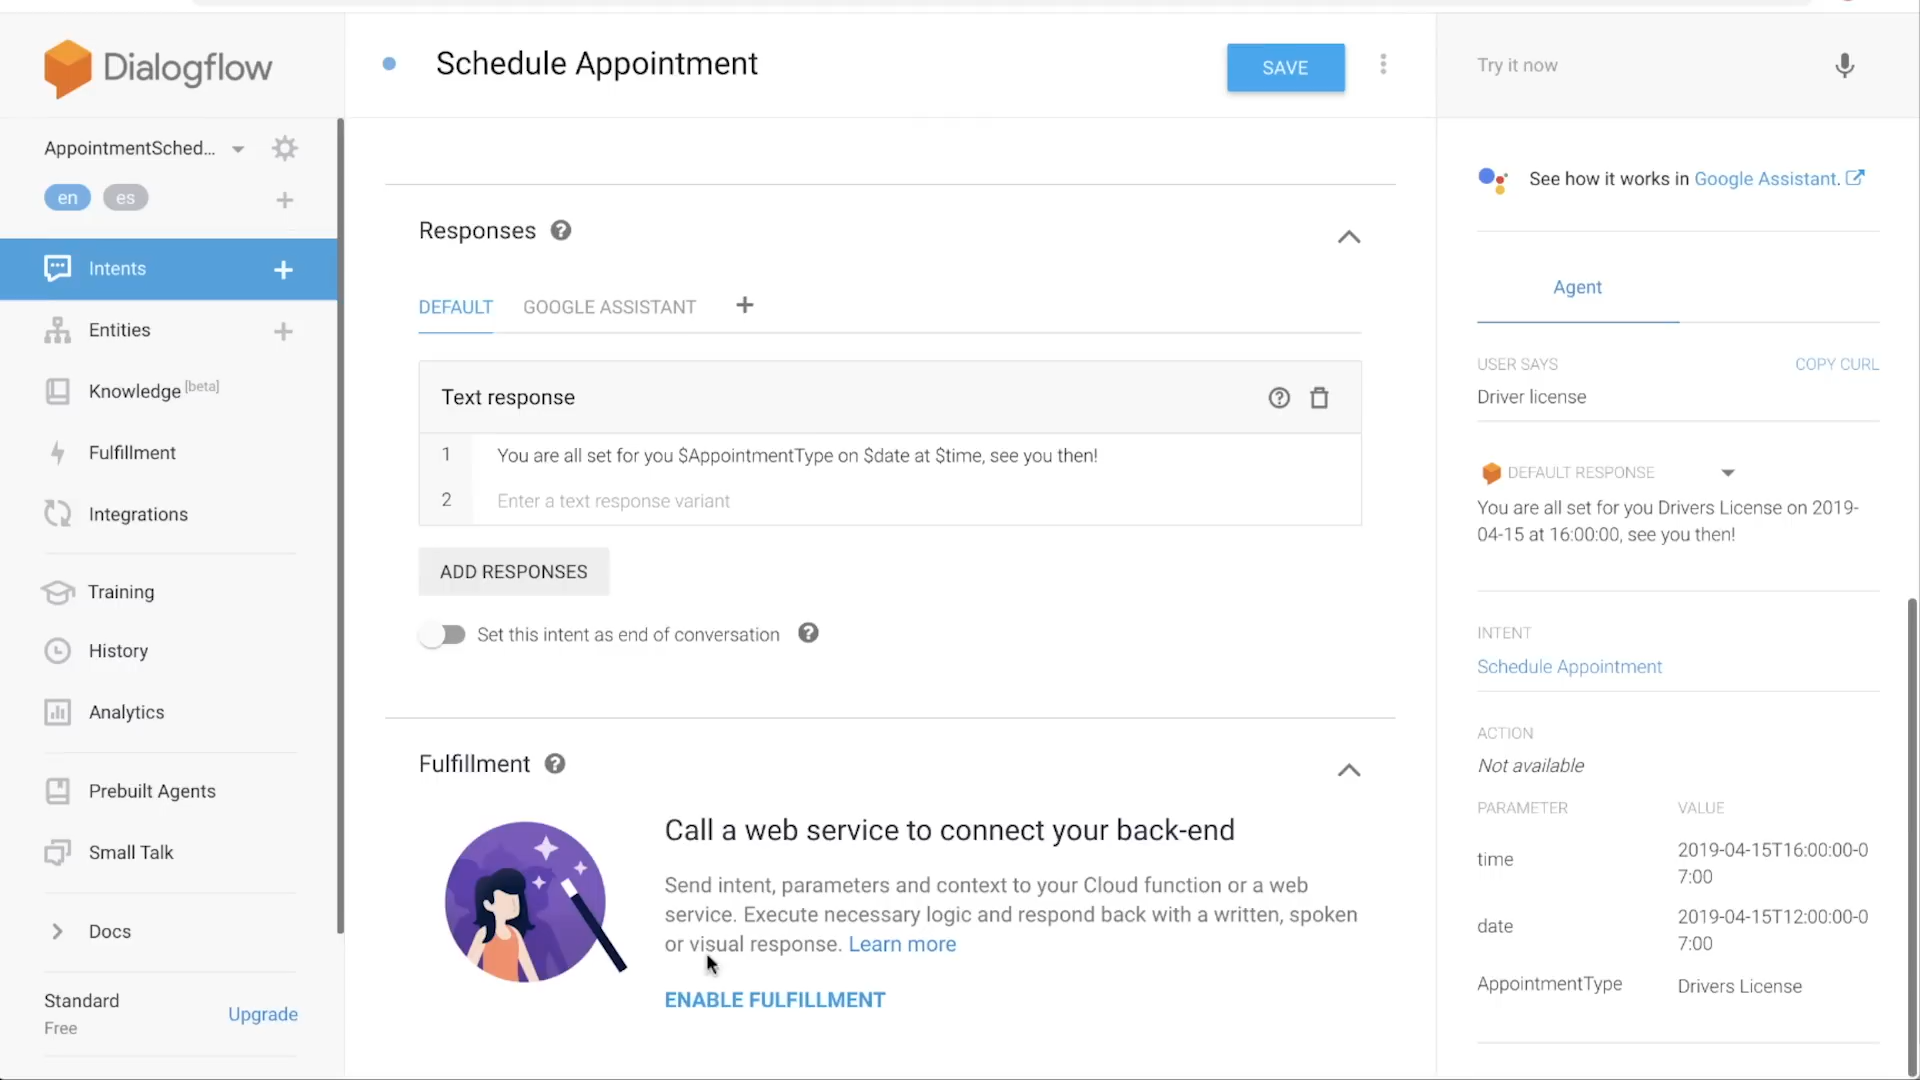 Dialogflow
AppointmentSched...
en es
Intents
Entities
Knowledge [beta]
Fulfillment
Integrations
Training
History
Analytics
Prebuilt Agents
Small Talk
Docs
Standard
Free
Upgrade
Schedule Appointment
SAVE
Responses
DEFAULT GOOGLE ASSISTANT
Text response
1 You are all set for you $AppointmentType on $date at $time, see you then!
2 Enter a text response variant
ADD RESPONSES
Set this intent as end of conversation
Fulfillment
Call a web service to connect your back-end
Send intent, parameters and context to your Cloud function or a web
service. Execute necessary logic and respond back with a written, spoken
or visual response. Learn more
ENABLE FULFILLMENT
Try it now
See how it works in Google Assistant.
Agent
USER SAYS COPY CURL
Driver license
DEFAULT RESPONSE
You are all set for you Drivers License on 2019-
04-15 at 16:00:00, see you then!
INTENT
Schedule Appointment
ACTION
Not available
PARAMETER VALUE
time 2019-04-15T16:00:00-0
7:00
date 2019-04-15T12:00:00-0
7:00
AppointmentType Drivers License